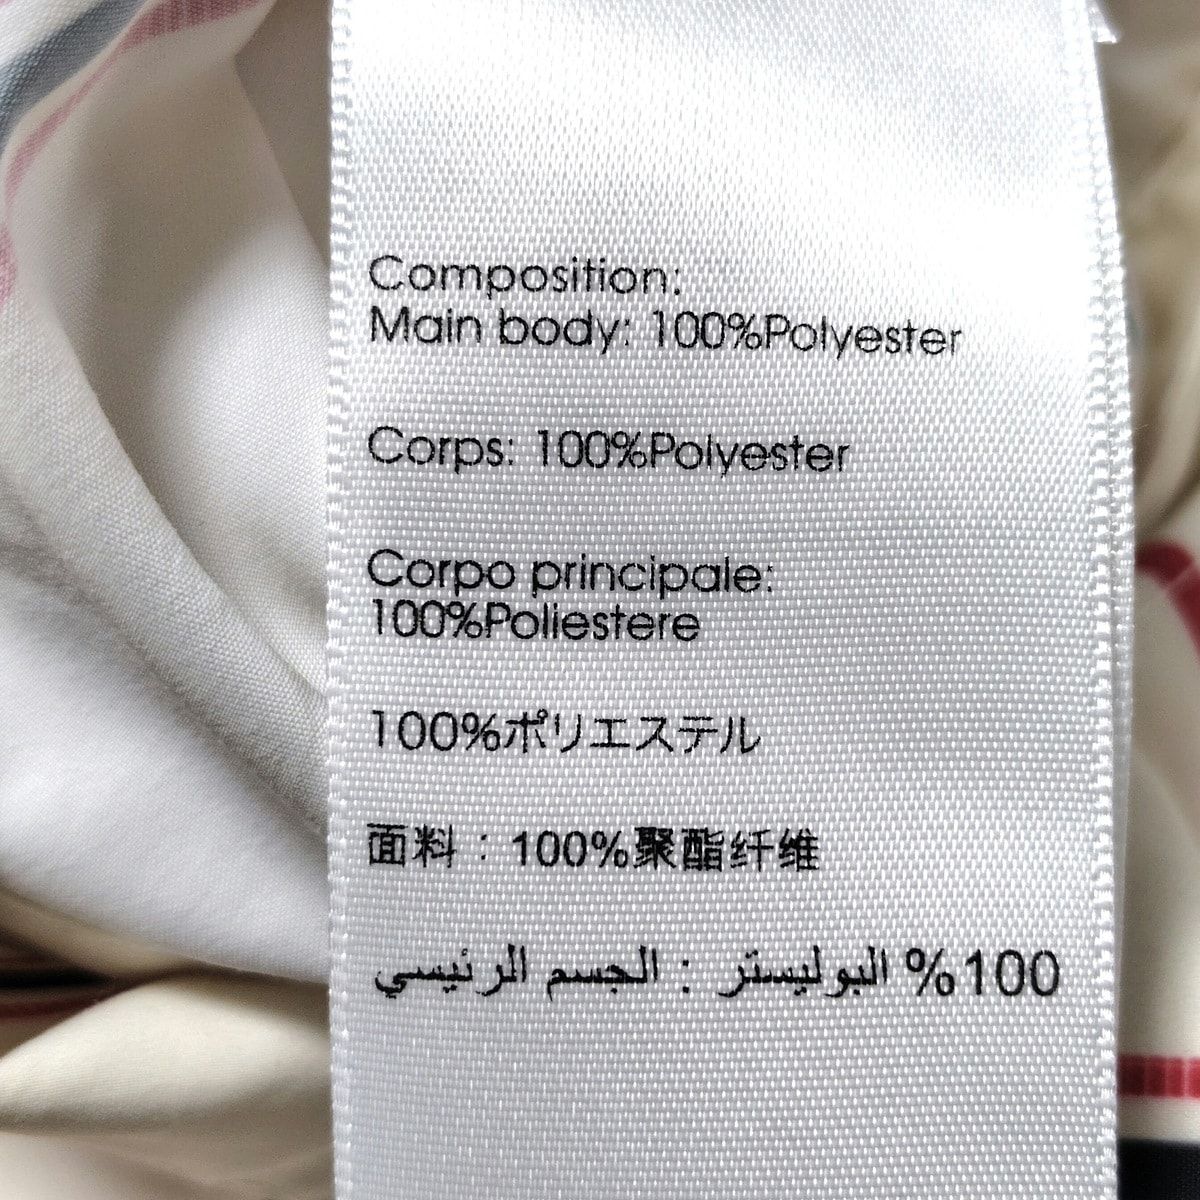 Composition:
Main body: 100%Polyester
Corps: 100%Polyester
Corpo principale:
100%Poliestere
100%ポリエステル
面料：100%聚酯纤维
100% البوليستر : الجسم الرئيسي